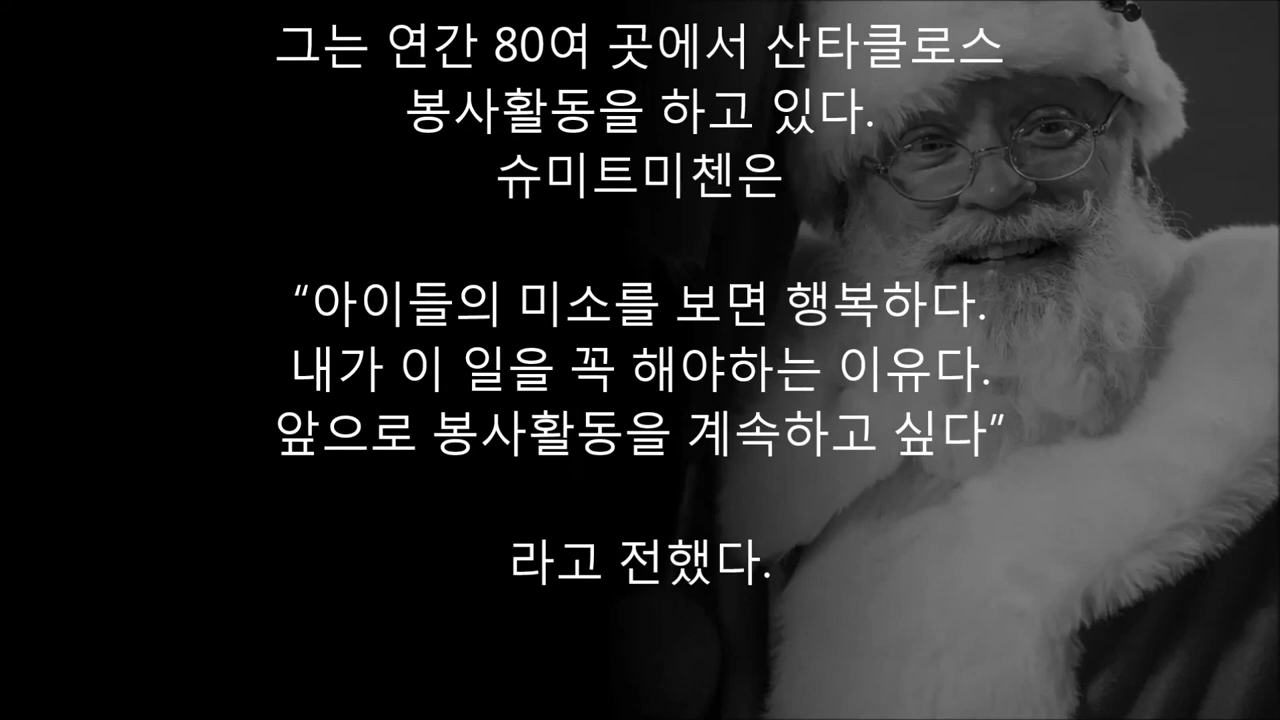 그는 연간 80여 곳에서 산타클로스
봉사활동을 하고 있다.
슈미트미첸은
“아이들의 미소를 보면 행복하다.
내가 이 일을 꼭 해야하는 이유다.
앞으로 봉사활동을 계속하고 싶다”
라고 전했다.